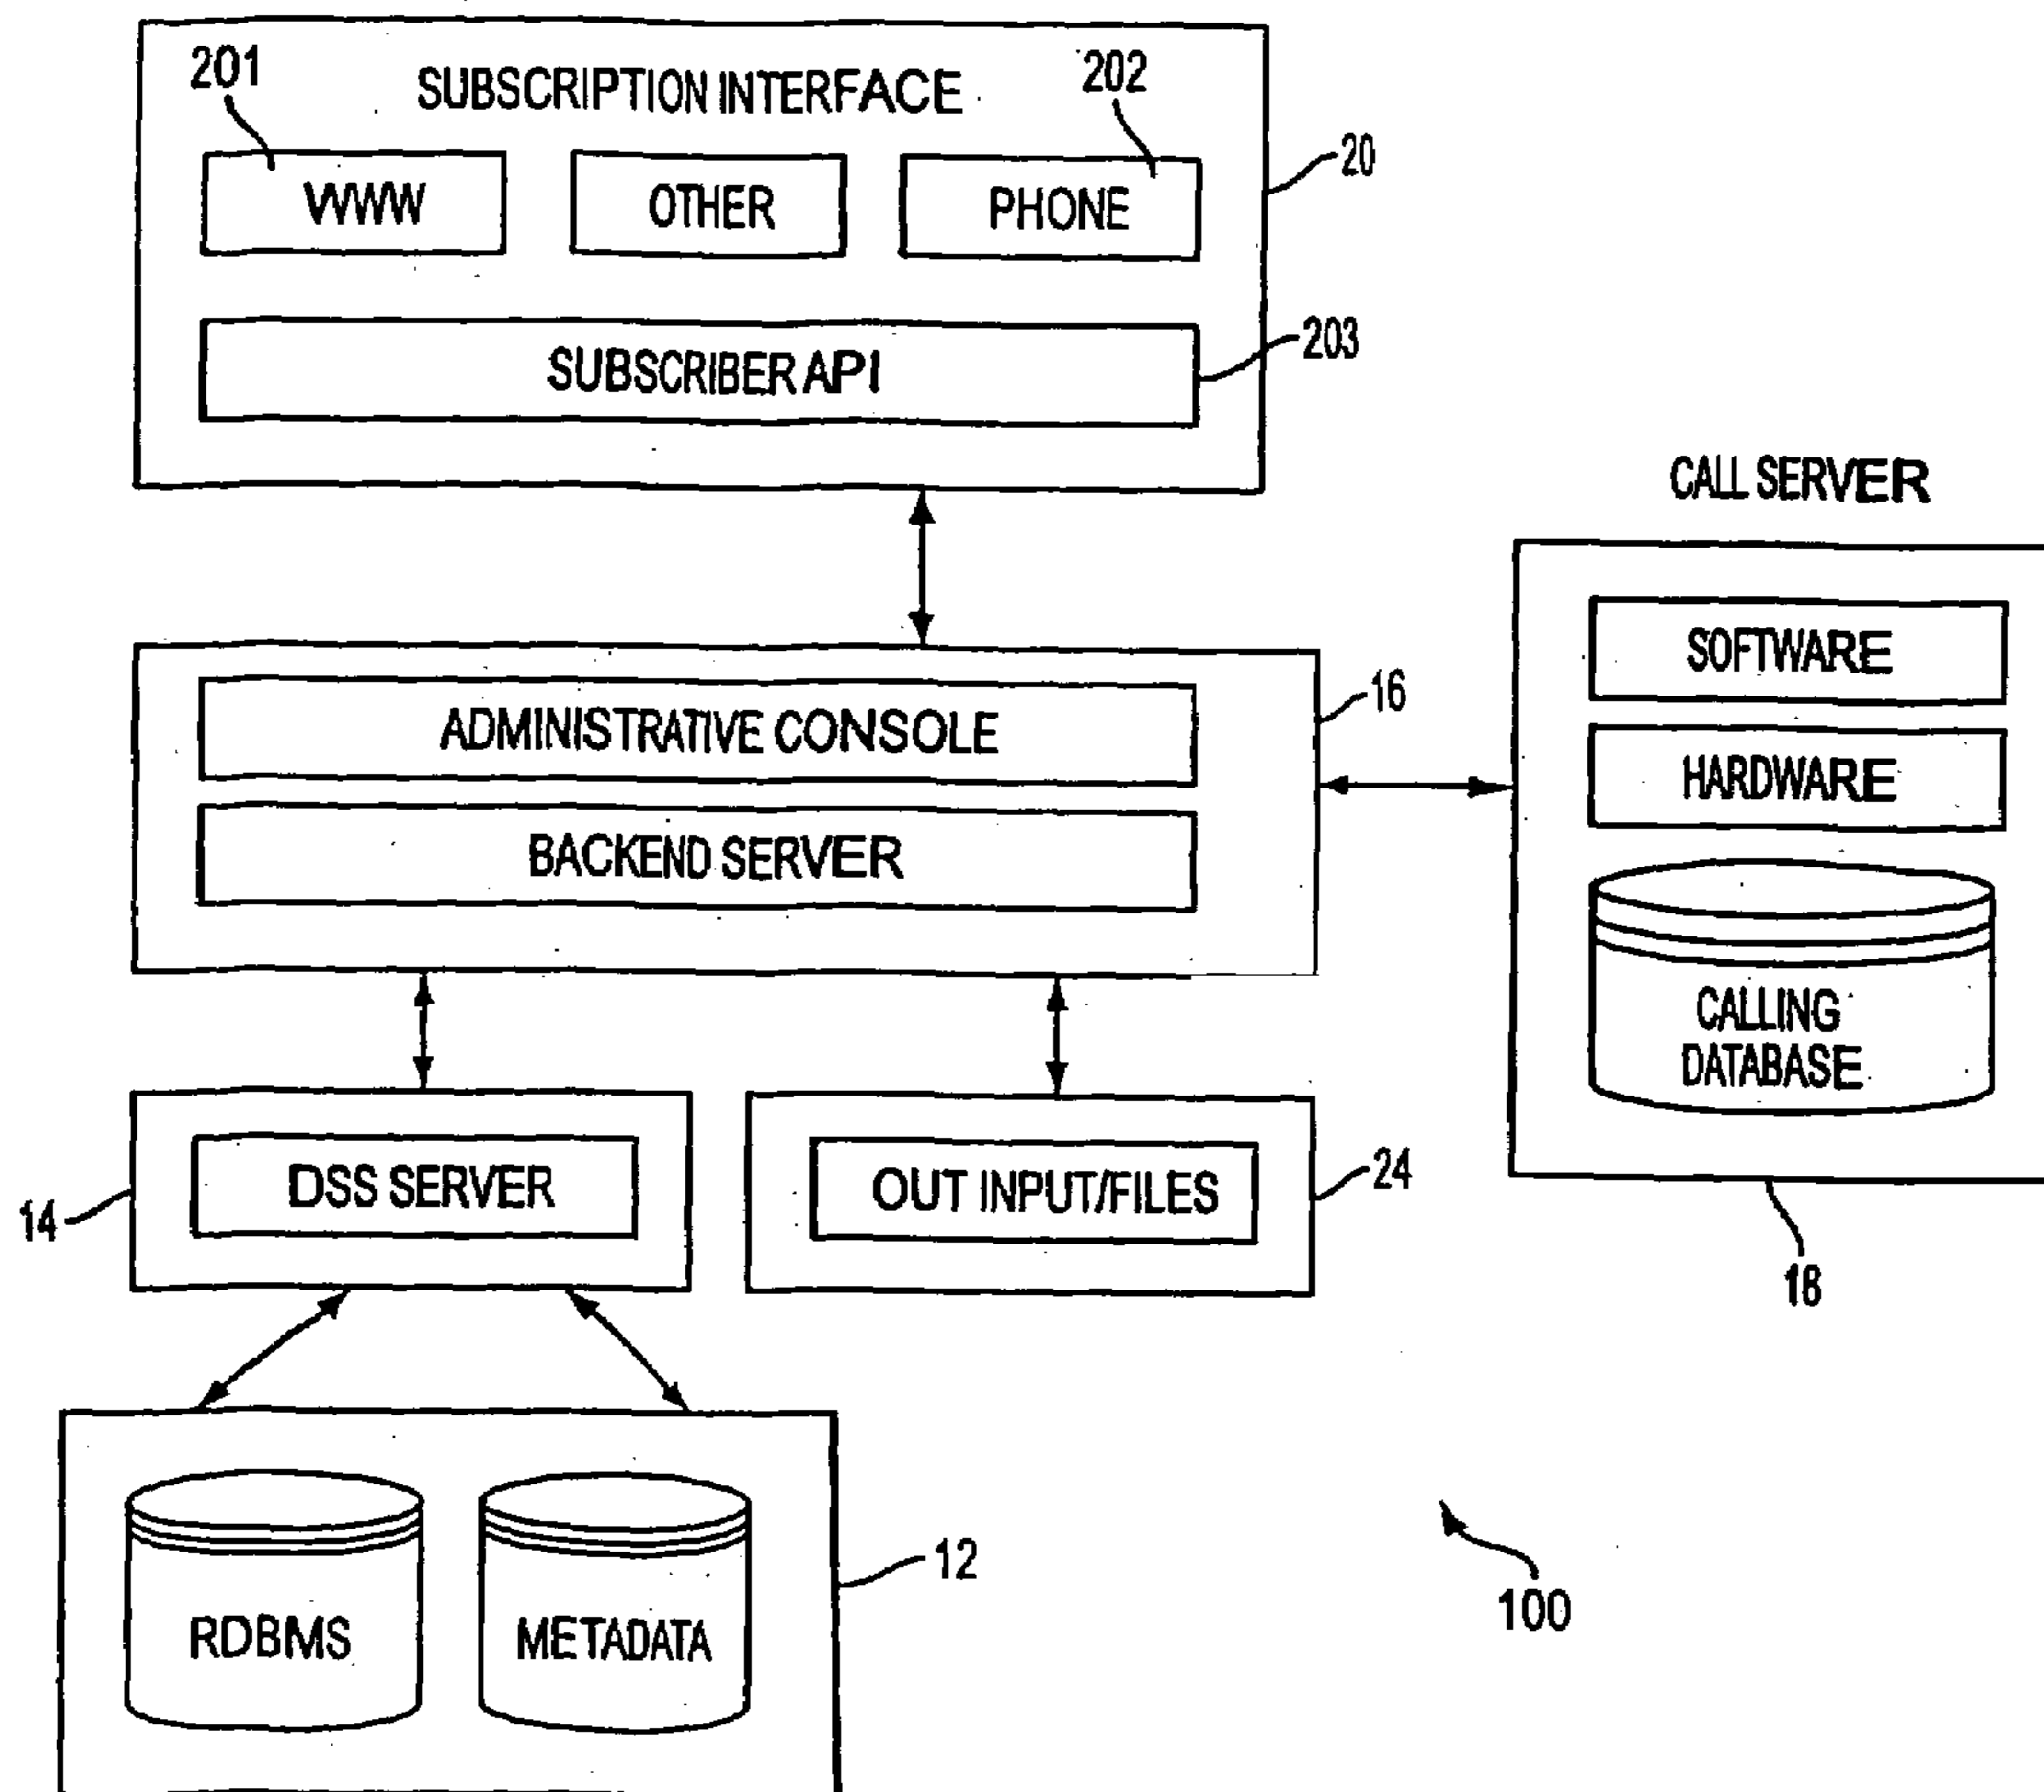 201
SUBSCRIPTION INTERFACE
202
20
WWW
OTHER
PHONE
SUBSCRIBER API
203
CALL SERVER
SOFTWARE
16
ADMINISTRATIVE CONSOLE
HARDWARE
BACKEND SERVER
CALLING
DATABASE
DSS SERVER
OUT INPUT/FILES
24
14
18
12
RDBMS
METADATA
100